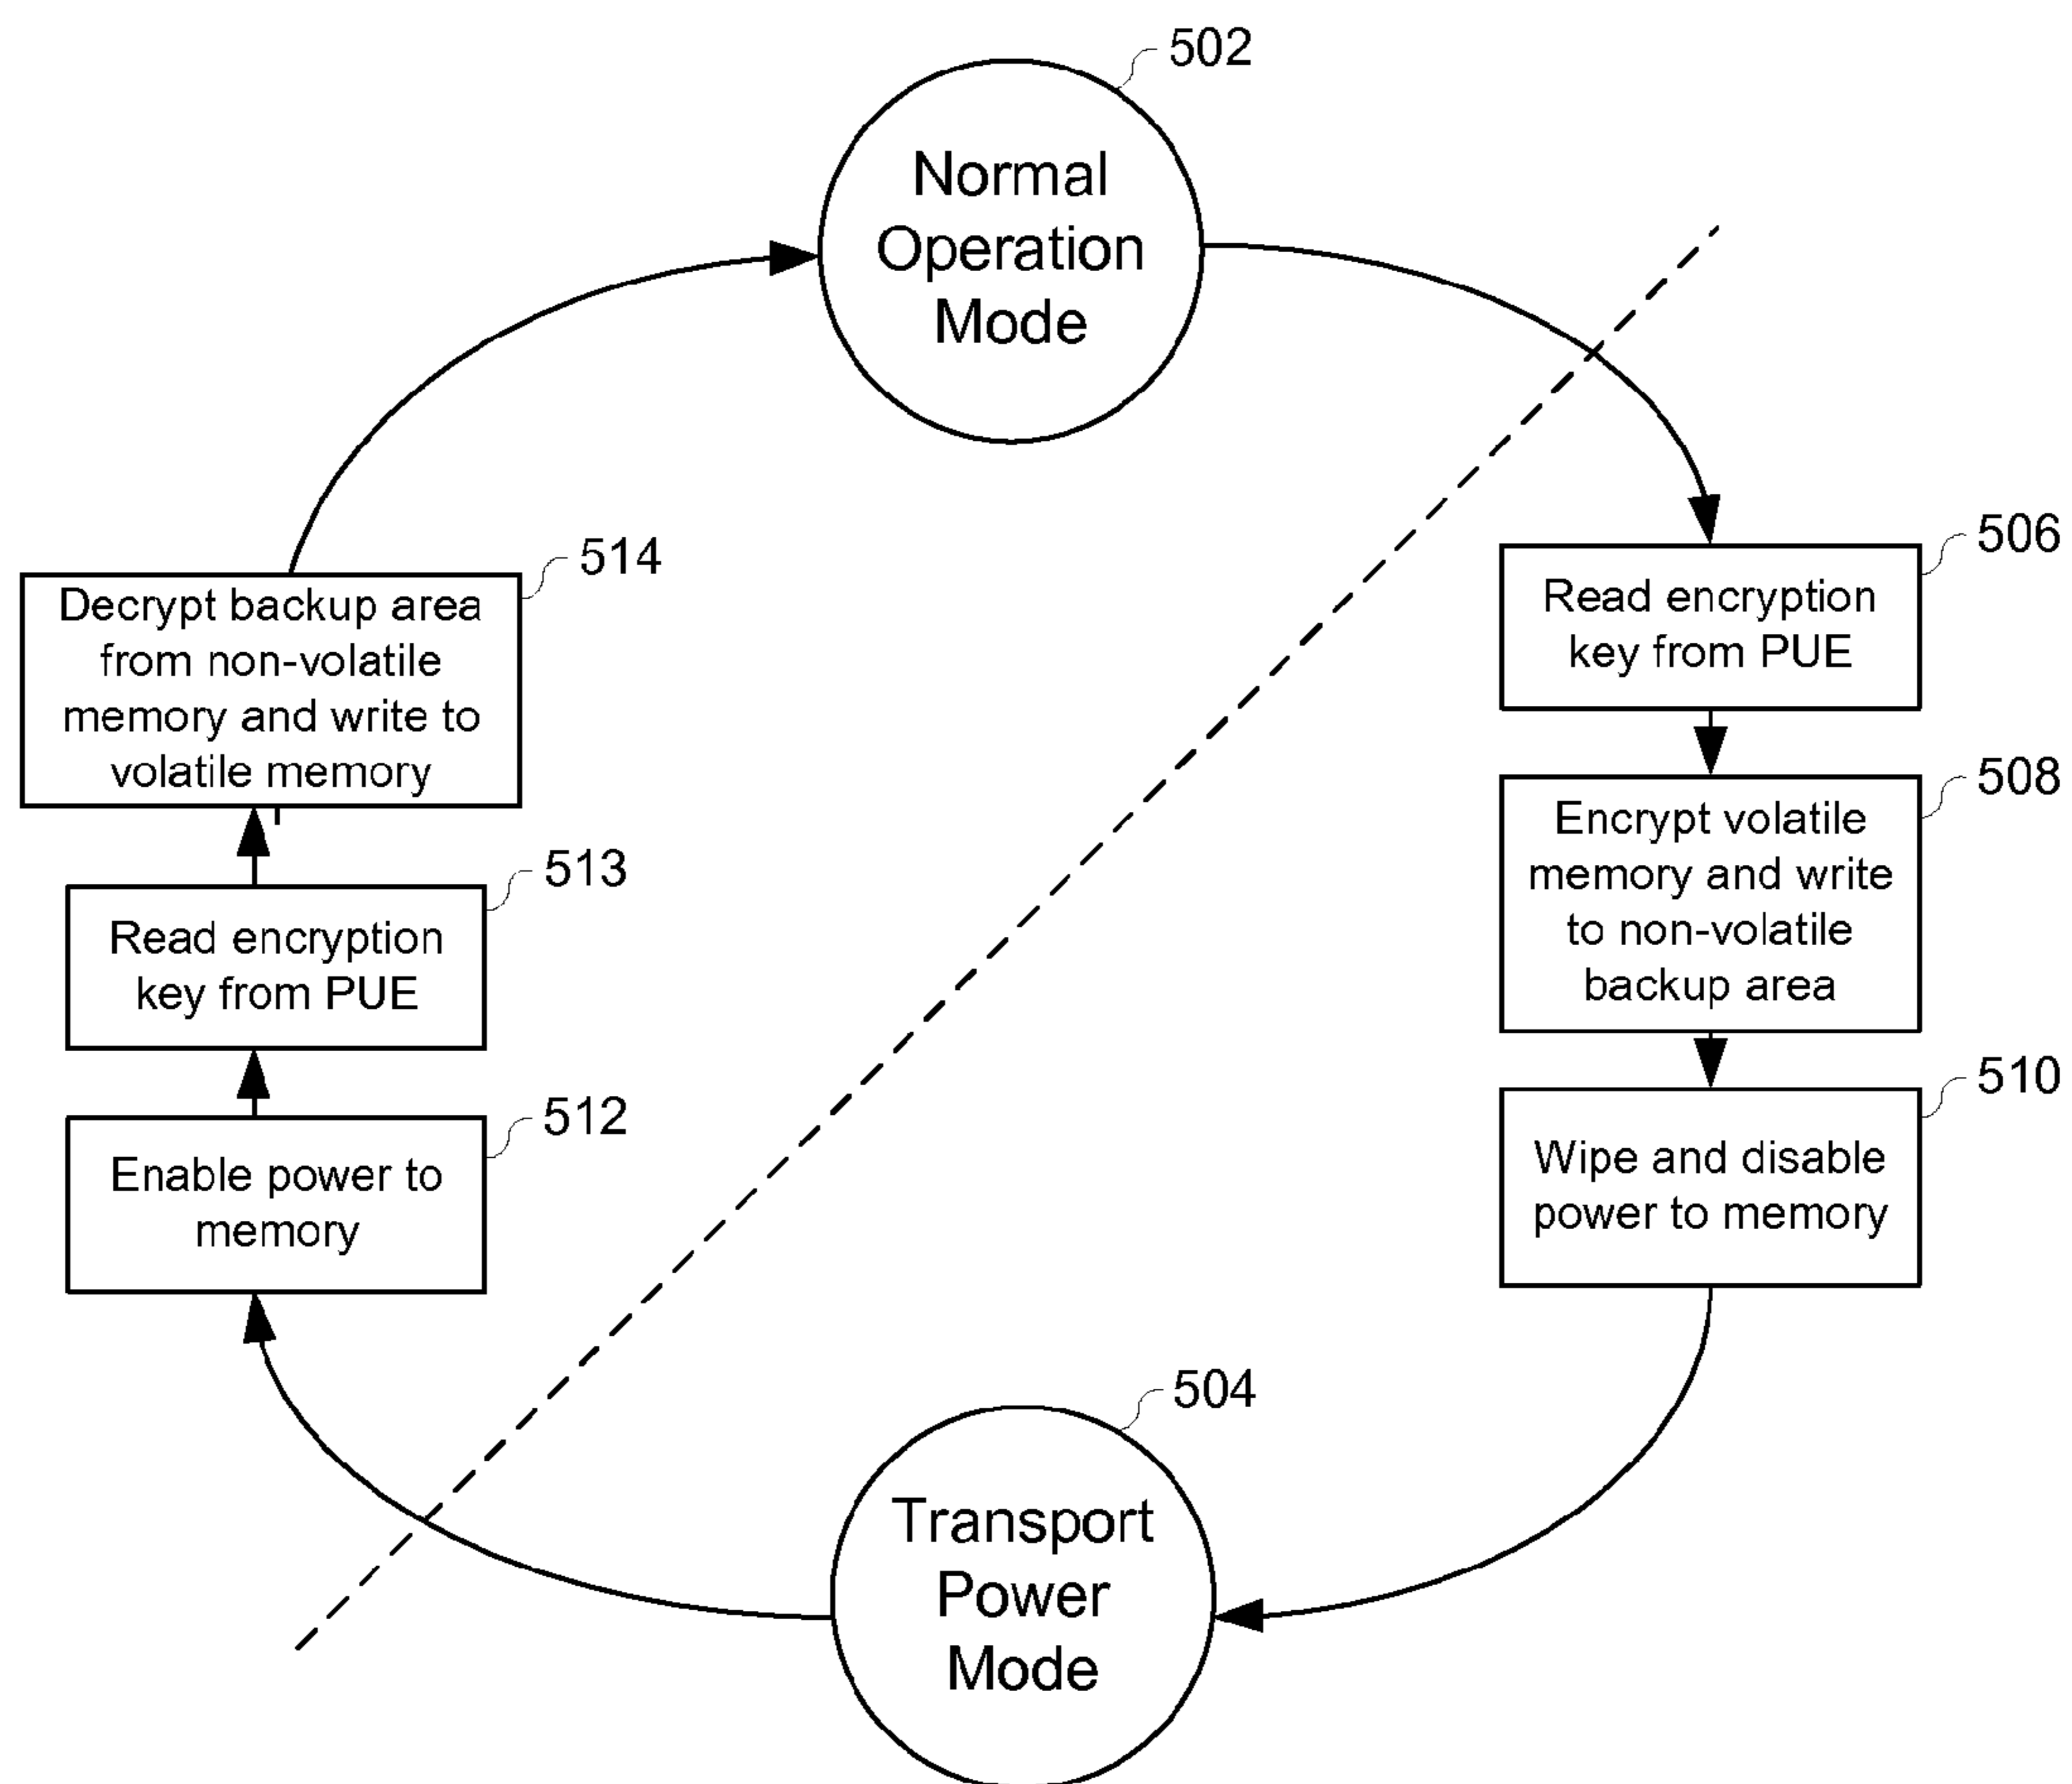 502
Normal
Operation
Mode
506
Read encryption
key from PUE
508
Encrypt volatile
memory and write
to non-volatile
backup area
510
Wipe and disable
power to memory
504
Transport
Power
Mode
512
Enable power to
memory
513
Read encryption
key from PUE
514
Decrypt backup area
from non-volatile
memory and write to
volatile memory